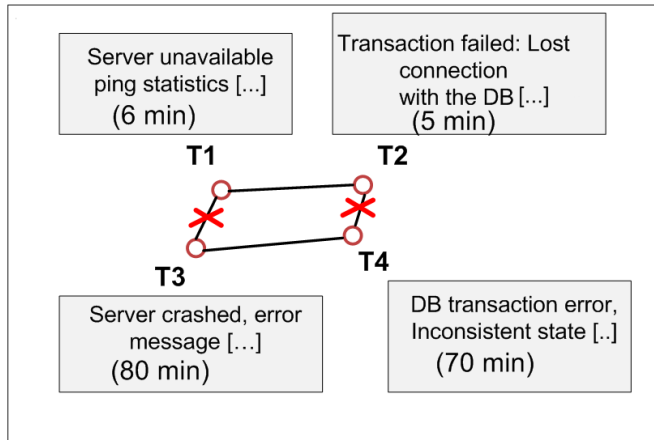 Server unavailable
ping statistics [...]
(6 min)
Transaction failed: Lost
connection
with the DB [...]
(5 min)
T1
T2
T3
T4
Server crashed, error
message [...]
(80 min)
DB transaction error,
Inconsistent state [..]
(70 min)